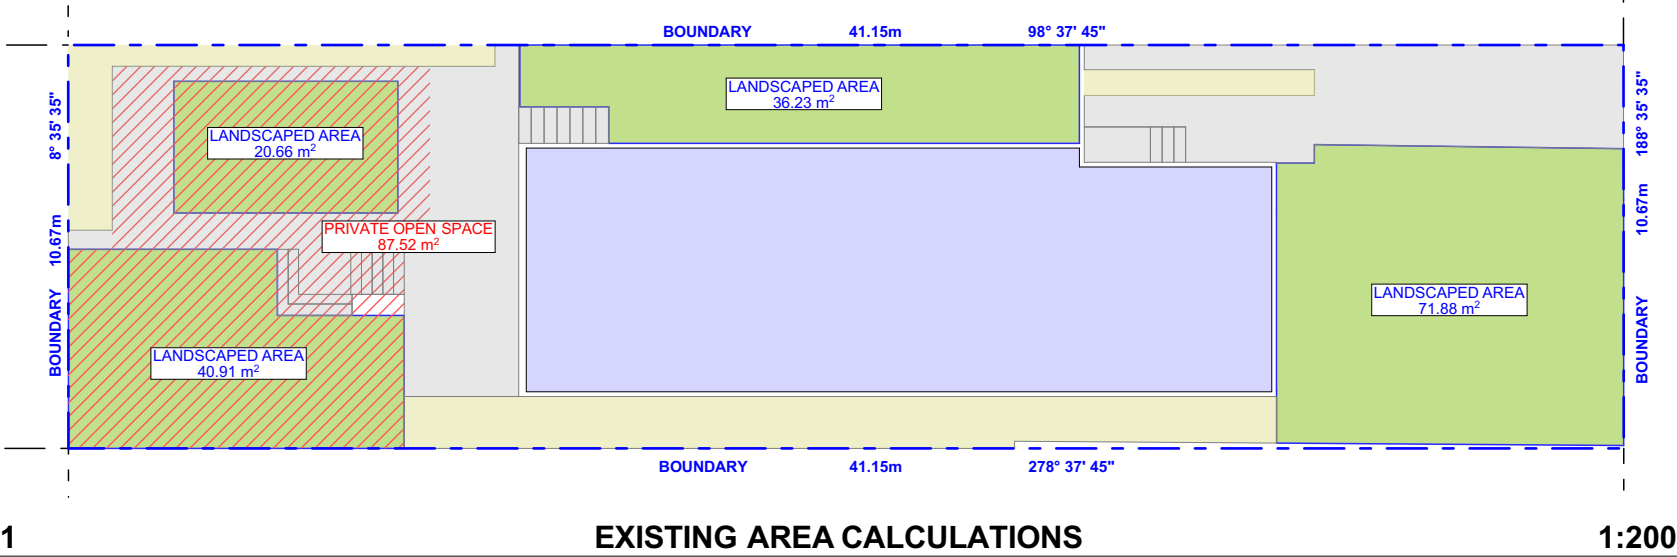 BOUNDARY 41.15m 98° 37' 45"
BOUNDARY 10.67m 8° 35' 35"
LANDSCAPED AREA
20.66 m²
LANDSCAPED AREA
36.23 m²
PRIVATE OPEN SPACE
87.52 m²
LANDSCAPED AREA
40.91 m²
LANDSCAPED AREA
71.88 m²
BOUNDARY 10.67m 188° 35' 35"
BOUNDARY 41.15m 278° 37' 45"
1 EXISTING AREA CALCULATIONS 1:200